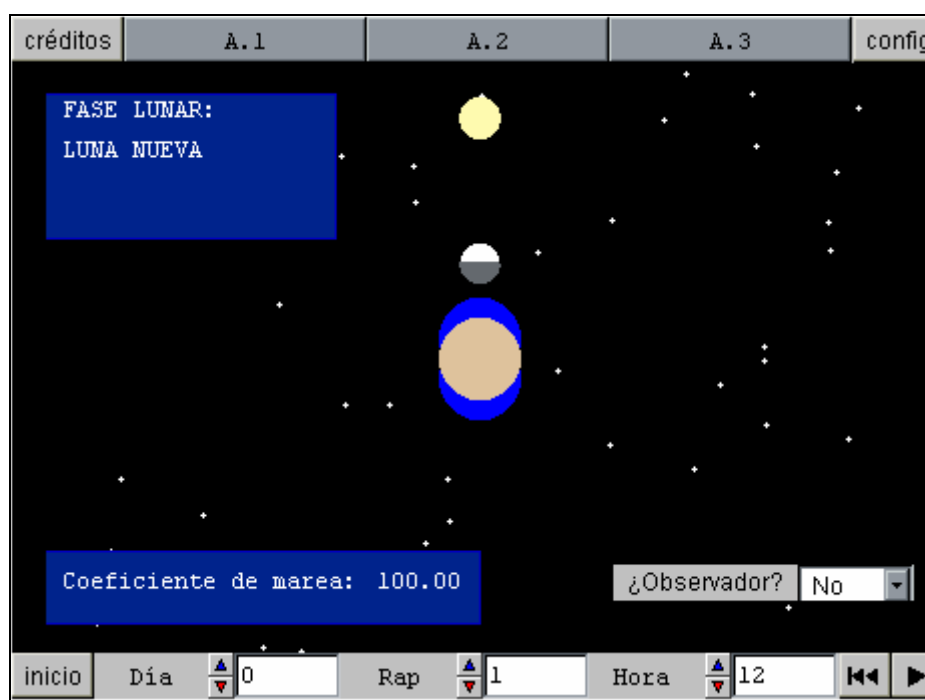 créditos A.1 A.2 A.3 config
FASE LUNAR:
LUNA NUEVA
Coeficiente de marea: 100.00
¿Observador? No
inicio Día 0 Rap 1 Hora 12